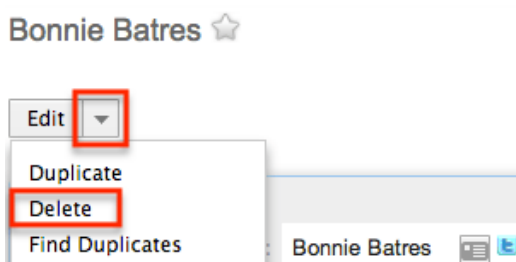 Bonnie Batres
Edit
Duplicate
Delete
Find Duplicates
: Bonnie Batres